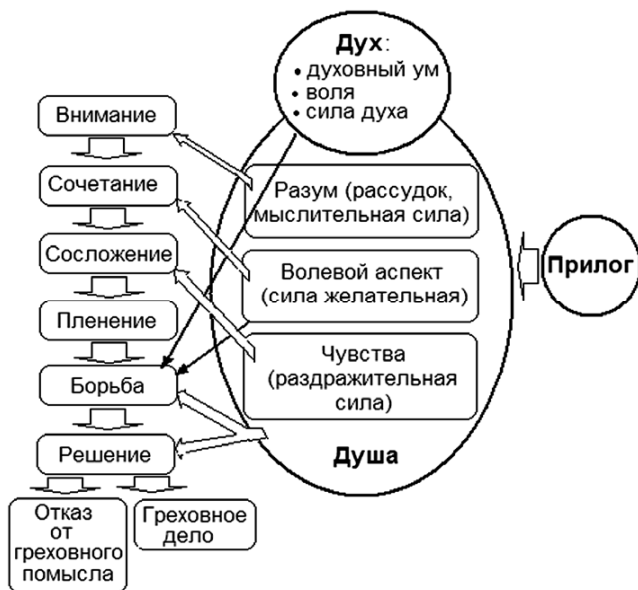 Дух:
• духовный ум
• воля
• сила духа
Внимание
Сочетание
Сосложение
Пленение
Борьба
Решение
Отказ
от
греховного
помысла
Греховное
дело
Разум (рассудок,
мыслительная сила)
Волевой аспект
(сила желательная)
Чувства
(раздражительная
сила)
Душа
Прилог